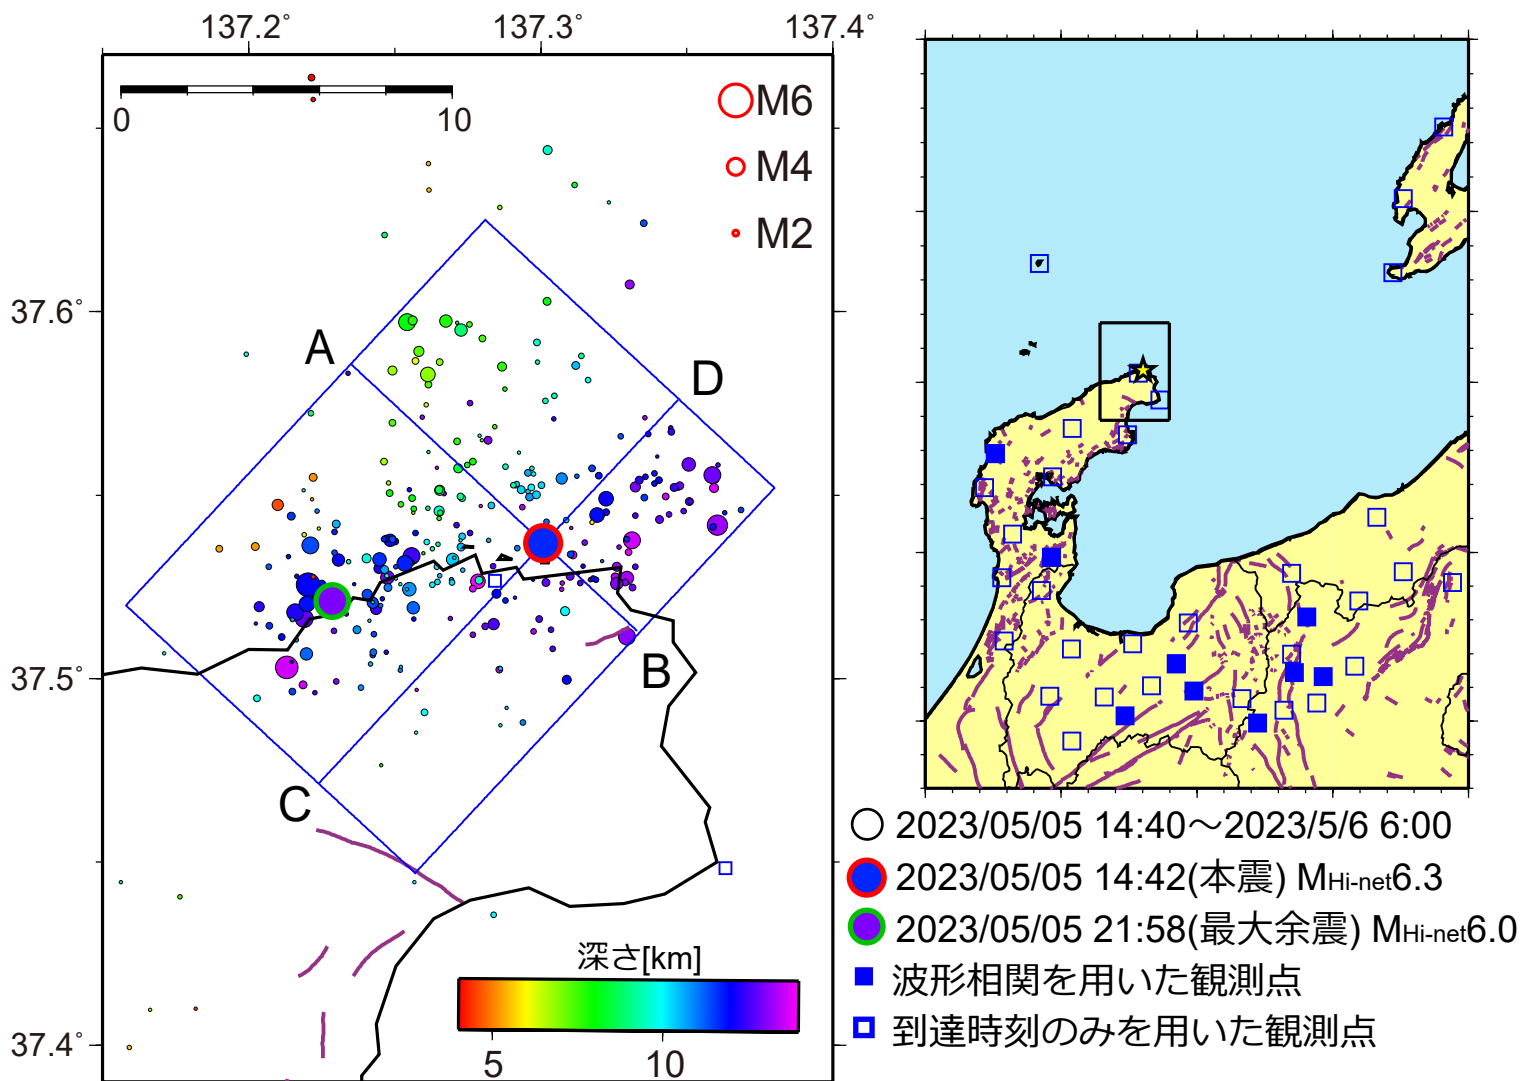 137.2°
137.3°
137.4°
0
10
M6
M4
M2
37.6
37.5
37.4
A
D
B
C
深さ[km]
5
10
2023/05/05 14:40～2023/5/6 6:00
2023/05/05 14:42(本震) MHi-net6.3
2023/05/05 21:58(最大余震) MHi-net6.0
波形相関を用いた観測点
到達時刻のみを用いた観測点